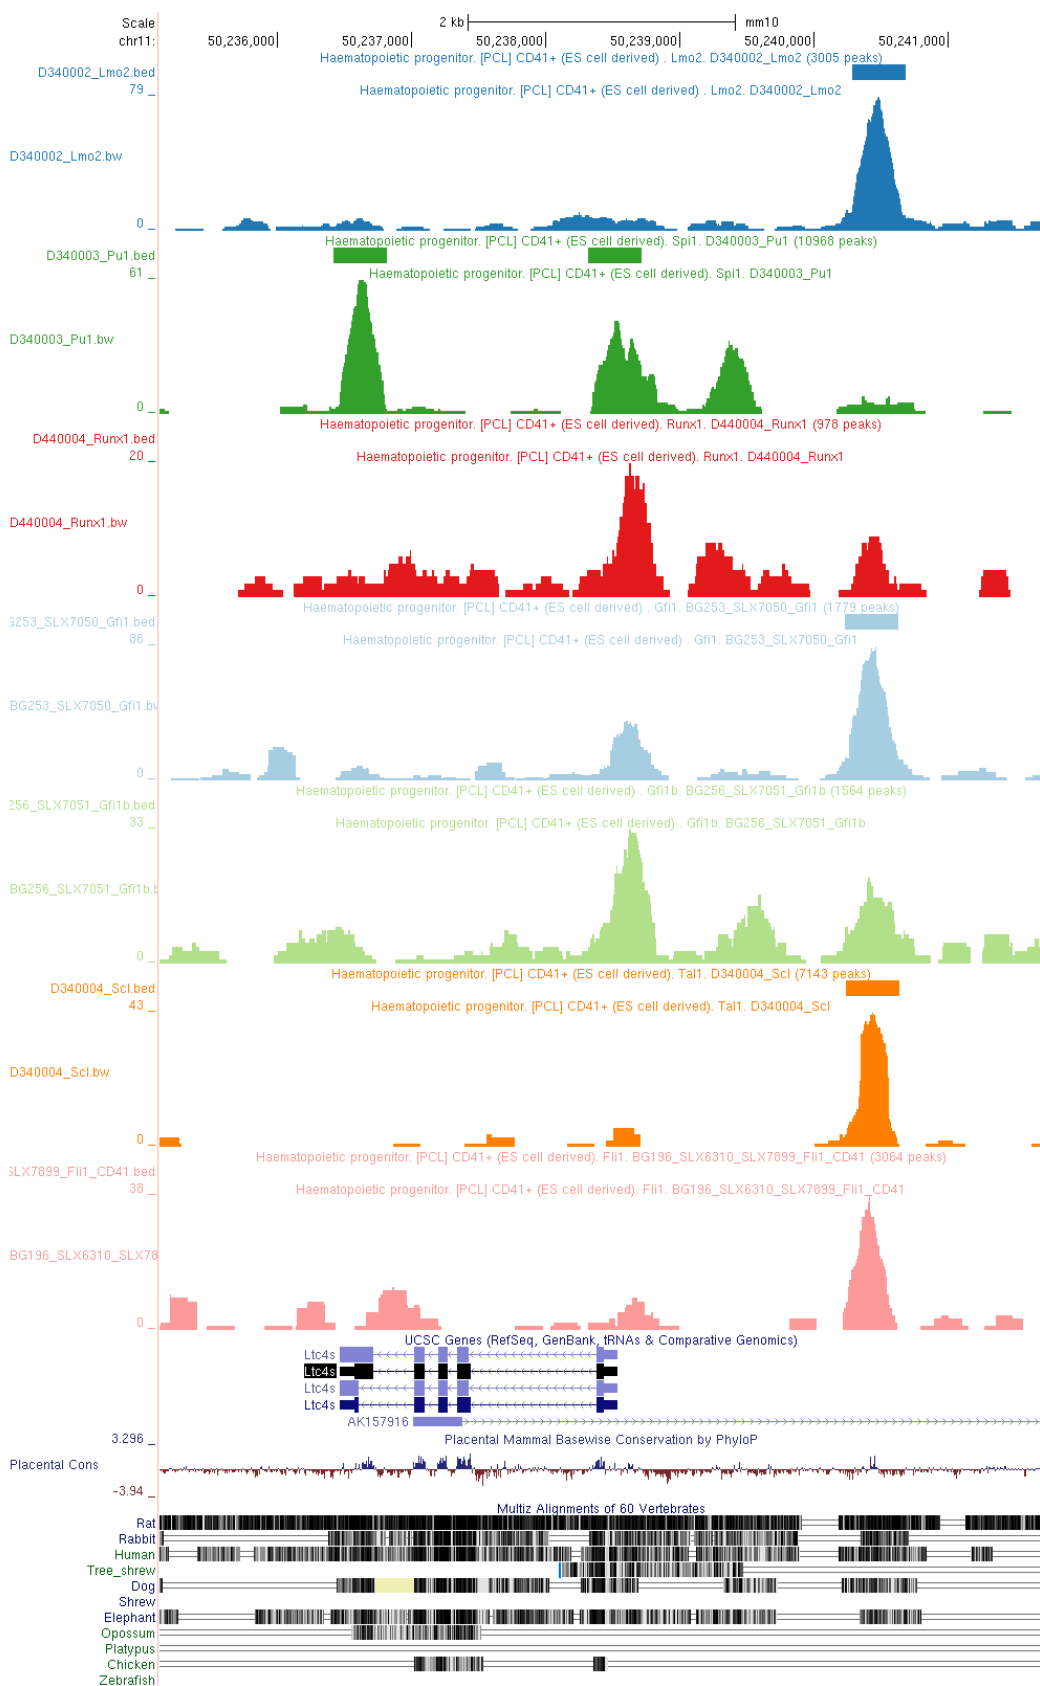 Scale 2 kb mm10
chr11: 50,236,000 50,237,000 50,238,000 50,239,000 50,240,000 50,241,000
Haematopoietic progenitor. [PCL] CD41+ (ES cell derived) . Lmo2. D340002_Lmo2 (3005 peaks)
D340002_Lmo2.bed
79 _
Haematopoietic progenitor. [PCL] CD41+ (ES cell derived) . Lmo2. D340002_Lmo2
D340002_Lmo2.bw
0 _
Haematopoietic progenitor. [PCL] CD41+ (ES cell derived). Spi1. D340003_Pu1 (10968 peaks)
D340003_Pu1.bed
61 _
Haematopoietic progenitor. [PCL] CD41+ (ES cell derived). Spi1. D340003_Pu1
D340003_Pu1.bw
0 _
Haematopoietic progenitor. [PCL] CD41+ (ES cell derived). Runx1. D440004_Runx1 (978 peaks)
D440004_Runx1.bed
20 _
Haematopoietic progenitor. [PCL] CD41+ (ES cell derived). Runx1. D440004_Runx1
D440004_Runx1.bw
0 _
Haematopoietic progenitor. [PCL] CD41+ (ES cell derived) . Gfi1. BG253_SLX7050_Gfi1 (1779 peaks)
3253_SLX7050_Gfi1.bed
86 _
Haematopoietic progenitor. [PCL] CD41+ (ES cell derived) . Gfi1. BG253_SLX7050_Gfi1
BG253_SLX7050_Gfi1.bw
0 _
Haematopoietic progenitor. [PCL] CD41+ (ES cell derived) . Gfi1b. BG256_SLX7051_Gfi1b (1564 peaks)
256_SLX7051_Gfi1b.bed
33 _
Haematopoietic progenitor. [PCL] CD41+ (ES cell derived) . Gfi1b. BG256_SLX7051_Gfi1b
BG256_SLX7051_Gfi1b.b
0 _
Haematopoietic progenitor. [PCL] CD41+ (ES cell derived). Tal1. D340004_Scl (7143 peaks)
D340004_Scl.bed
43 _
Haematopoietic progenitor. [PCL] CD41+ (ES cell derived). Tal1. D340004_Scl
D340004_Scl.bw
0 _
Haematopoietic progenitor. [PCL] CD41+ (ES cell derived). Fli1. BG196_SLX6310_SLX7899_Fli1_CD41 (3064 peaks)
SLX7899_Fli1_CD41.bed
38 _
Haematopoietic progenitor. [PCL] CD41+ (ES cell derived). Fli1. BG196_SLX6310_SLX7899_Fli1_CD41
BG196_SLX6310_SLX78
0 _
UCSC Genes (RefSeq, GenBank, tRNAs & Comparative Genomics)
Ltc4s
Ltc4s
Ltc4s
Ltc4s
AK157916
3.296 _
Placental Mammal Basewise Conservation by PhyloP
Placental Cons
-3.94 _
Multiz Alignments of 60 Vertebrates
Rat
Rabbit
Human
Tree_shrew
Dog
Shrew
Elephant
Opossum
Platypus
Chicken
Zebrafish